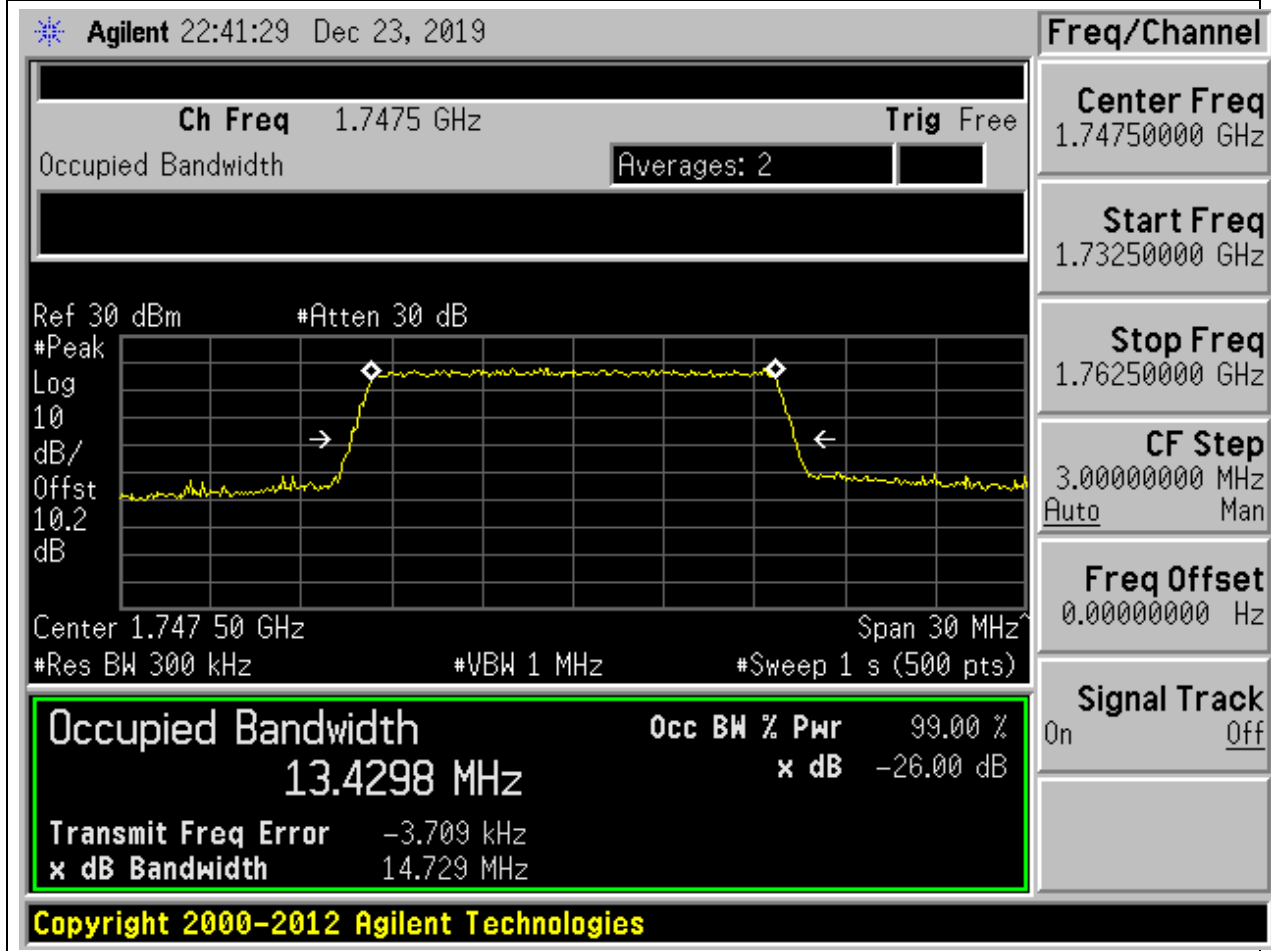 Agilent 22:41:29 Dec 23, 2019
Ch Freq 1.7475 GHz Trig Free
Occupied Bandwidth Averages: 2
Ref 30 dBm #Atten 30 dB
#Peak
Log
10
dB/
Offst
10.2
dB
Center 1.747 50 GHz Span 30 MHz^
#Res BW 300 kHz #VBW 1 MHz #Sweep 1 s (500 pts)
Occupied Bandwidth
13.4298 MHz
Occ BW % Pwr 99.00 %
x dB -26.00 dB
Transmit Freq Error -3.709 kHz
x dB Bandwidth 14.729 MHz
Copyright 2000-2012 Agilent Technologies
Freq/Channel
Center Freq
1.74750000 GHz
Start Freq
1.73250000 GHz
Stop Freq
1.76250000 GHz
CF Step
3.00000000 MHz
Auto Man
Freq Offset
0.00000000 Hz
Signal Track
On Off